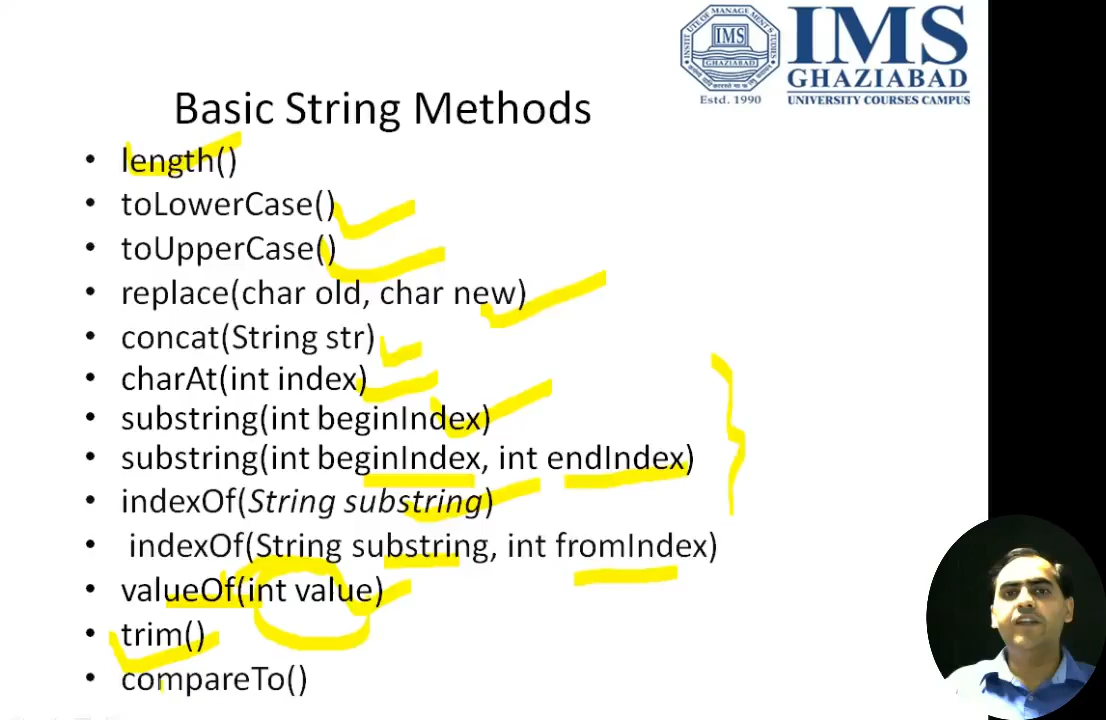 IMS
GHAZIABAD
Estd. 1990
IMS
GHAZIABAD
UNIVERSITY COURSES CAMPUS
Basic String Methods
• length()
• toLowerCase()
• toUpperCase()
• replace(char old, char new)
• concat(String str)
• charAt(int index)
• substring(int beginIndex)
• substring(int beginIndex, int endIndex)
• indexOf(String substring)
• indexOf(String substring, int fromIndex)
• valueOf(int value)
• trim()
• compareTo()